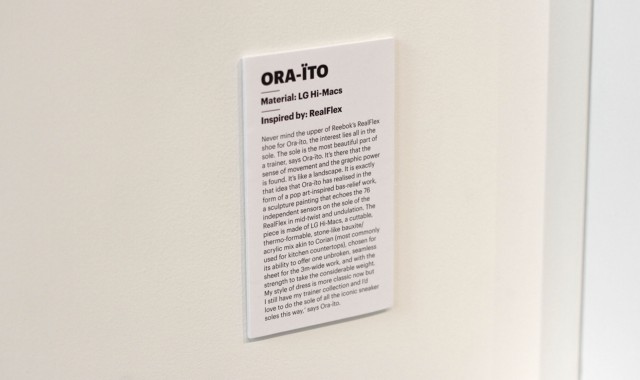 ORA-ÏTO
Material: LG Hi-Macs
Inspired by: RealFlex
Never mind the upper of Reebok's RealFlex
shoe for Ora-ïto, the interest lies all in the
sole. The sole is the most beautiful part of
a trainer, says Ora-ïto. It's there that the
sense of movement and the graphic power
is found. It's like a landscape. It is exactly
that idea that Ora-ïto has realised in the
form of a pop art-inspired bas-relief work,
a sculpture painting that echoes the 76
independent sensors on the sole of the
RealFlex in mid-twist and undulation. The
piece is made of LG Hi-Macs, a cuttable,
thermo-formable, stone-like bauxite/
acrylic mix akin to Corian (most commonly
used for kitchen countertops), chosen for
its ability to offer one unbroken, seamless
sheet for the 3m-wide work, and with the
strength to take the considerable weight.
My style of dress is more classic now but
I still have my trainer collection and I'd
love to do the sole of all the iconic sneaker
soles this way,' says Ora-ïto.